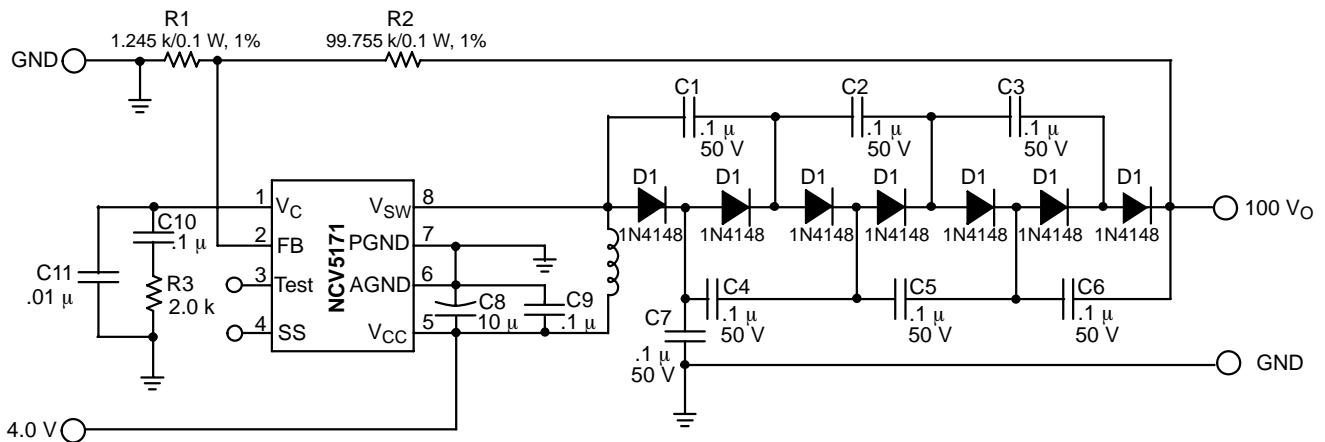 R1
1.245 k/0.1 W, 1%
R2
99.755 k/0.1 W, 1%
GND
C1
.1 μ
50 V
C2
.1 μ
50 V
C3
.1 μ
50 V
D1
D1
D1
D1
D1
D1
D1
1N4148
1N4148
1N4148
1N4148
1N4148
1N4148
1N4148
100 VO
1
VC
VSW
8
C10
.1 μ
2
FB
PGND
7
C11
.01 μ
R3
2.0 k
3
Test
AGND
6
NCV5171
4
SS
VCC
5
C8
10 μ
C9
.1 μ
C4
.1 μ
50 V
C5
.1 μ
50 V
C6
.1 μ
50 V
C7
.1 μ
50 V
GND
4.0 V